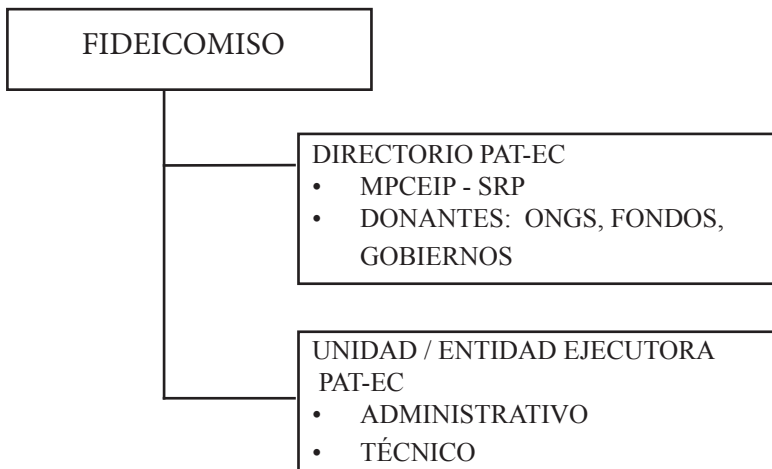 FIDEICOMISO
DIRECTORIO PAT-EC
• MPCEIP - SRP
• DONANTES: ONGS, FONDOS,
GOBIERNOS
UNIDAD / ENTIDAD EJECUTORA
PAT-EC
• ADMINISTRATIVO
• TÉCNICO